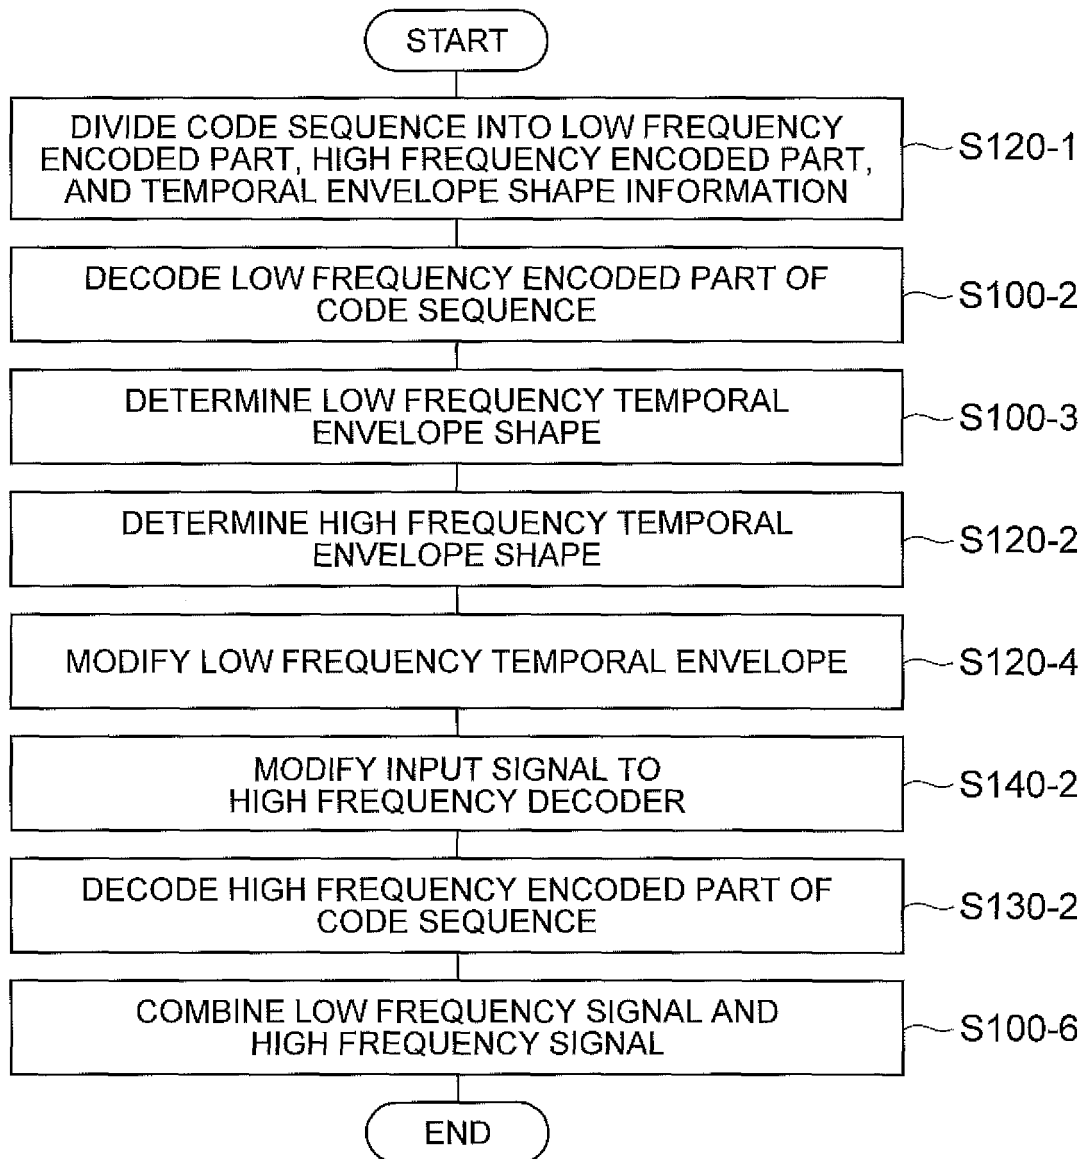 START
DIVIDE CODE SEQUENCE INTO LOW FREQUENCY
ENCODED PART, HIGH FREQUENCY ENCODED PART,
AND TEMPORAL ENVELOPE SHAPE INFORMATION
S120-1
DECODE LOW FREQUENCY ENCODED PART OF
CODE SEQUENCE
S100-2
DETERMINE LOW FREQUENCY TEMPORAL
ENVELOPE SHAPE
S100-3
DETERMINE HIGH FREQUENCY TEMPORAL
ENVELOPE SHAPE
S120-2
MODIFY LOW FREQUENCY TEMPORAL ENVELOPE
S120-4
MODIFY INPUT SIGNAL TO
HIGH FREQUENCY DECODER
S140-2
DECODE HIGH FREQUENCY ENCODED PART OF
CODE SEQUENCE
S130-2
COMBINE LOW FREQUENCY SIGNAL AND
HIGH FREQUENCY SIGNAL
S100-6
END